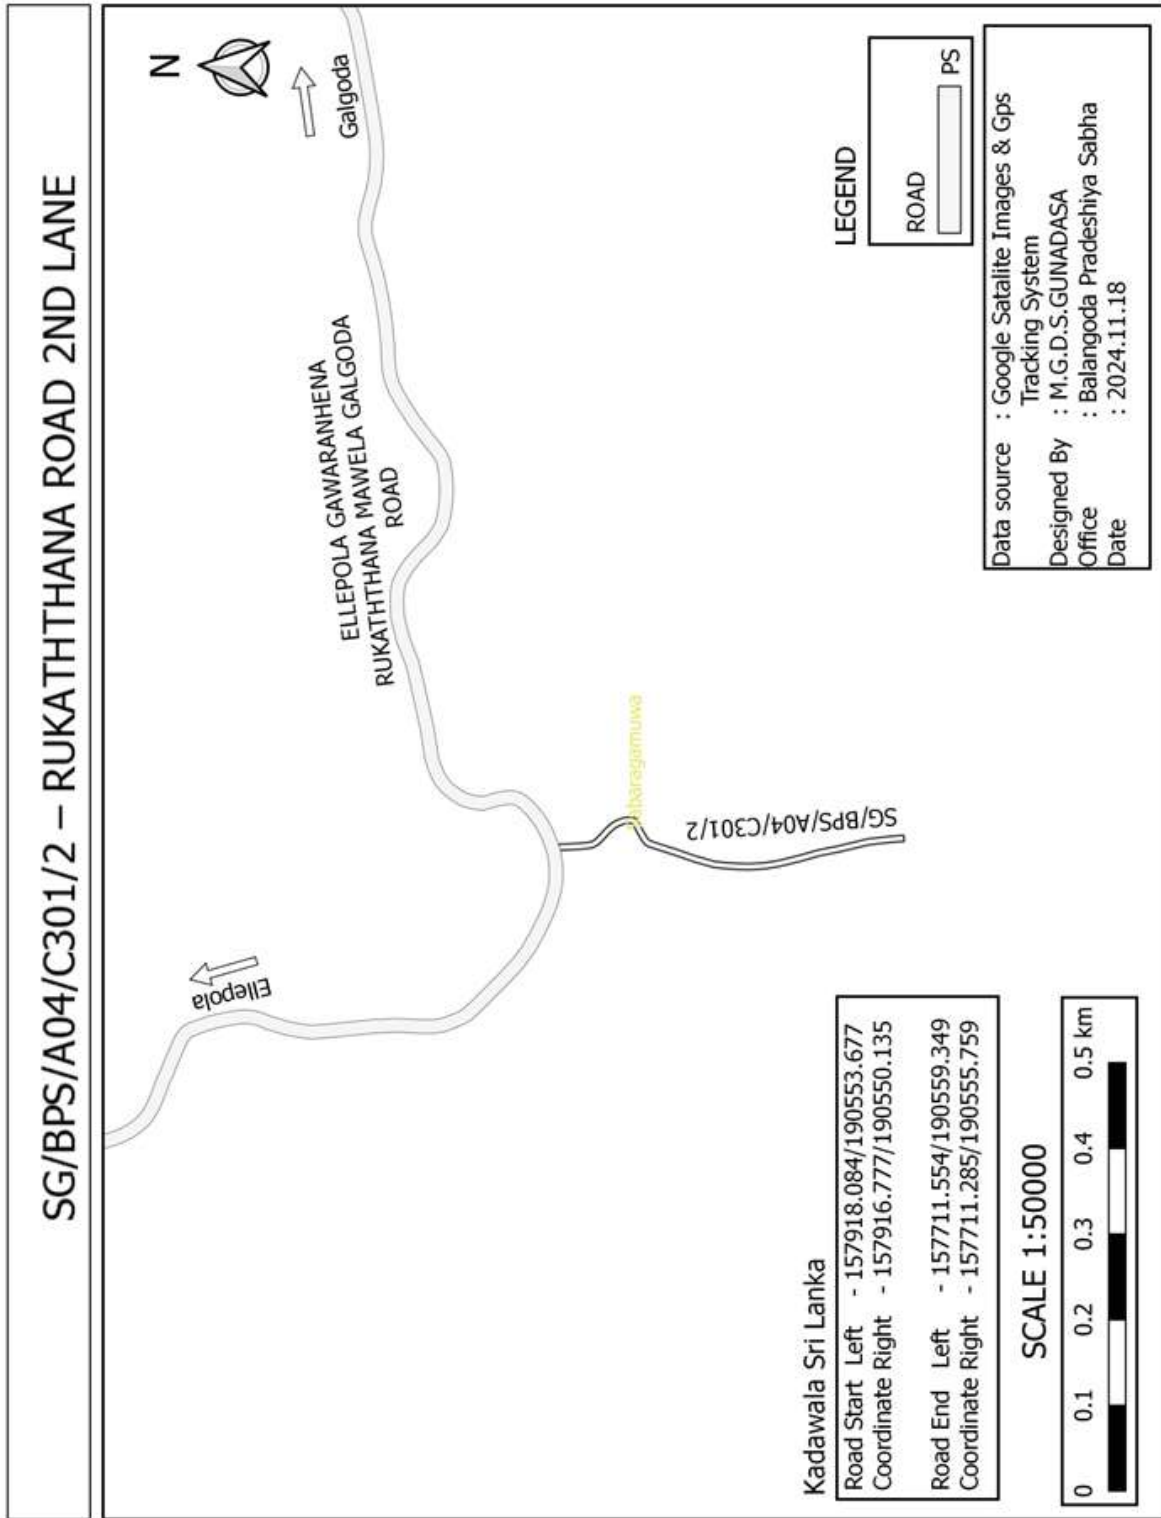 SG/BPS/A04/C301/2 – RUKATHTHANA ROAD 2ND LANE
N
Galgoda
Ellepola
ELLEPOLA GAWARANHENA
RUKATHTHANA MAWELA GALGODA
ROAD
Sabaragamuwa
SG/BPS/A04/C301/2
Kadawala Sri Lanka
Road Start Left - 157918.084/190553.677
Coordinate Right - 157916.777/190550.135
Road End Left - 157711.554/190559.349
Coordinate Right - 157711.285/190555.759
SCALE 1:50000
0 0.1 0.2 0.3 0.4 0.5 km
LEGEND
ROAD
PS
Data source : Google Satalite Images & Gps
Tracking System
Designed By : M.G.D.S.GUNADASA
Office : Balangoda Pradeshiya Sabha
Date : 2024.11.18